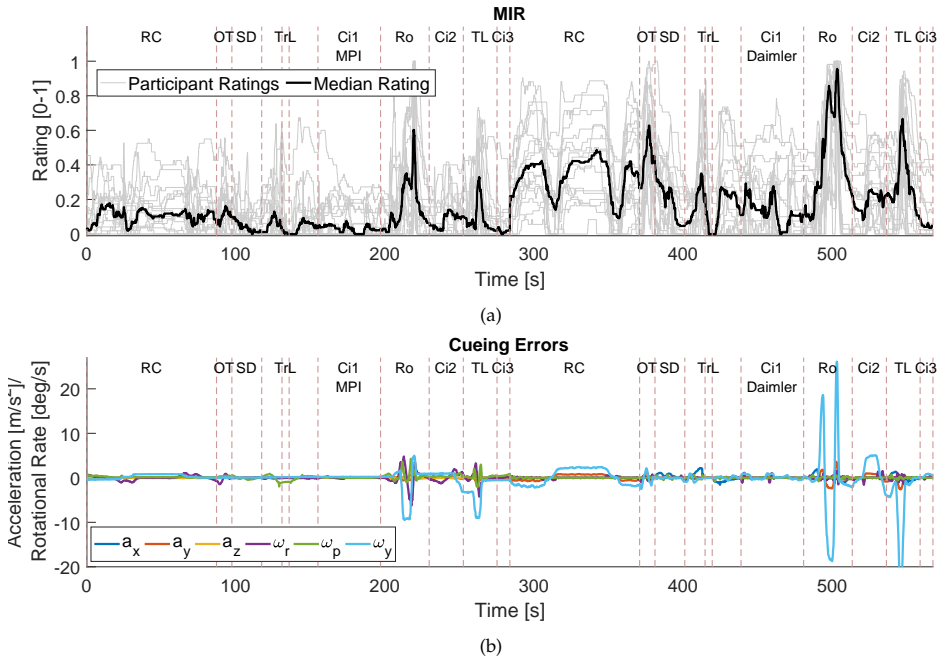 MIR
RC OT SD Tr L Ci1 Ro Ci2 TL Ci3 RC OT SD Tr L Ci1 Ro Ci2 TL Ci3
MPI Daimler
Participant Ratings Median Rating
Rating [0-1]
1
0.8
0.6
0.4
0.2
0
0 100 200 300 400 500
Time [s]
(a)
Cueing Errors
RC OT SD Tr L Ci1 Ro Ci2 TL Ci3 RC OT SD Tr L Ci1 Ro Ci2 TL Ci3
MPI Daimler
Acceleration [m/s²]/
Rotational Rate [deg/s]
20
10
0
-10
-20
a_x a_y a_z ω_r ω_p ω_y
0 100 200 300 400 500
Time [s]
(b)